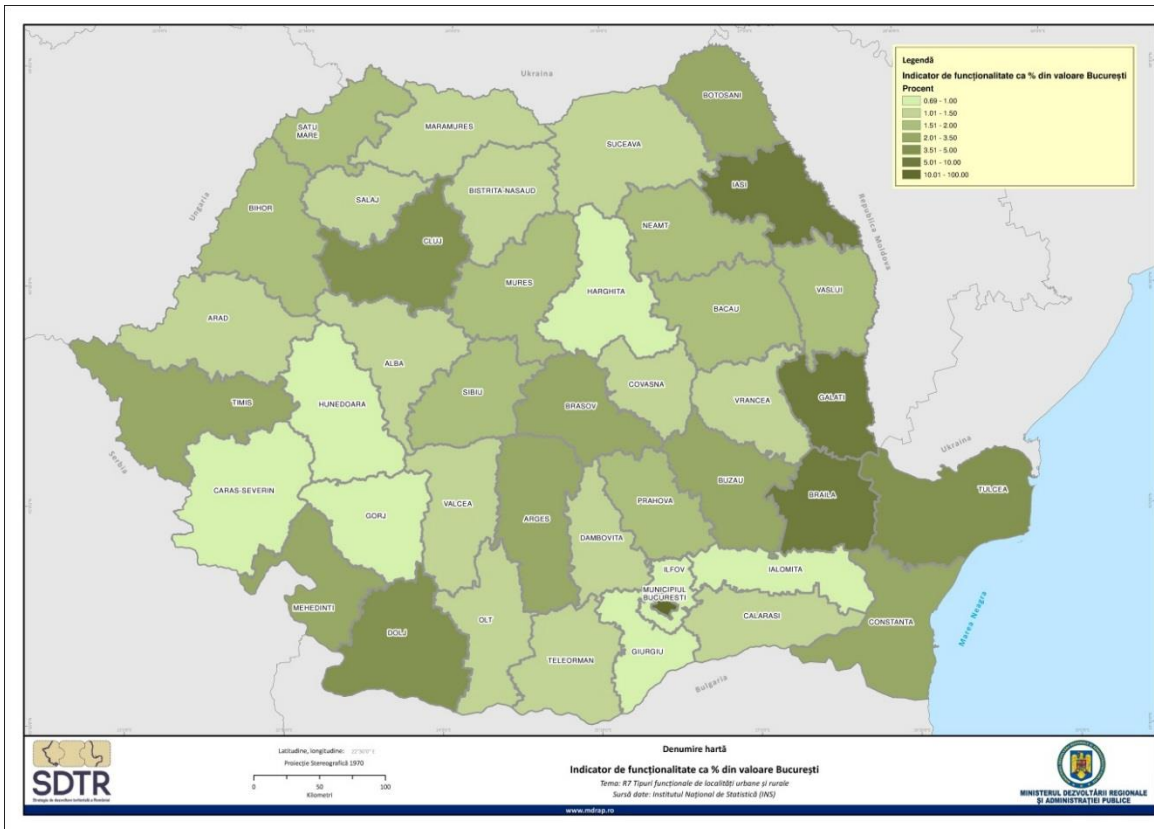 Ucraina
Legendă
Indicator de funcționalitate ca % din valoare București
Procent
0.69 - 1.00
1.01 - 1.50
1.51 - 2.00
2.01 - 3.50
3.51 - 5.00
5.01 - 10.00
10.01 - 100.00
BOTOSANI
SATU
MARE
MARAMURES
SUCEAVA
IASI
BISTRITA-NASAUD
SALAJ
Ungaria
BIHOR
Republica Moldova
NEAMT
CLUJ
MURES
HARGHITA
VASLUI
BACAU
ARAD
ALBA
COVASNA
SIBIU
TIMIS
HUNEDOARA
BRASOV
VRANCEA
GALATI
Ucraina
Serbia
CARAS-SEVERIN
TULCEA
BUZAU
BRAILA
PRAHOVA
VALCEA
GORJ
ARGES
DAMBOVITA
ILFOV
IALOMITA
MUNICIPIUL
BUCURESTI
MEHEDINTI
CALARASI
CONSTANTA
Marea Neagra
OLT
DOLJ
GIURGIU
TELEORMAN
Bulgaria
SDTR
Strategia de dezvoltare teritorială a României
Latitudine, longitudine:
Proiecție Stereografică 1970
0 50 100
Kilometri
Denumire hartă
Indicator de funcționalitate ca % din valoare București
Tema: R7 Tipuri funcționale de localități urbane și rurale
Sursă date: Institutul Național de Statistică (INS)
MINISTERUL DEZVOLTĂRII REGIONALE
ȘI ADMINISTRAȚIEI PUBLICE
www.mdrap.ro